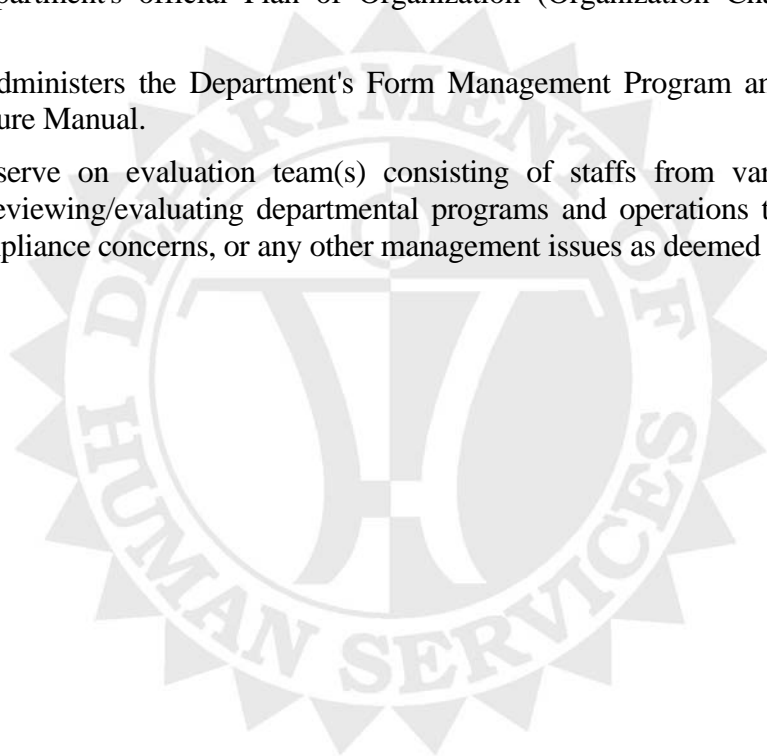 partment's official Plan of Organization (Organization Cha
dministers the Department's Form Management Program an
ure Manual.
serve on evaluation team(s) consisting of staffs from var
eviewing/evaluating departmental programs and operations t
pliance concerns, or any other management issues as deemed
DEPARTMENT OF
HUMAN SERVICES